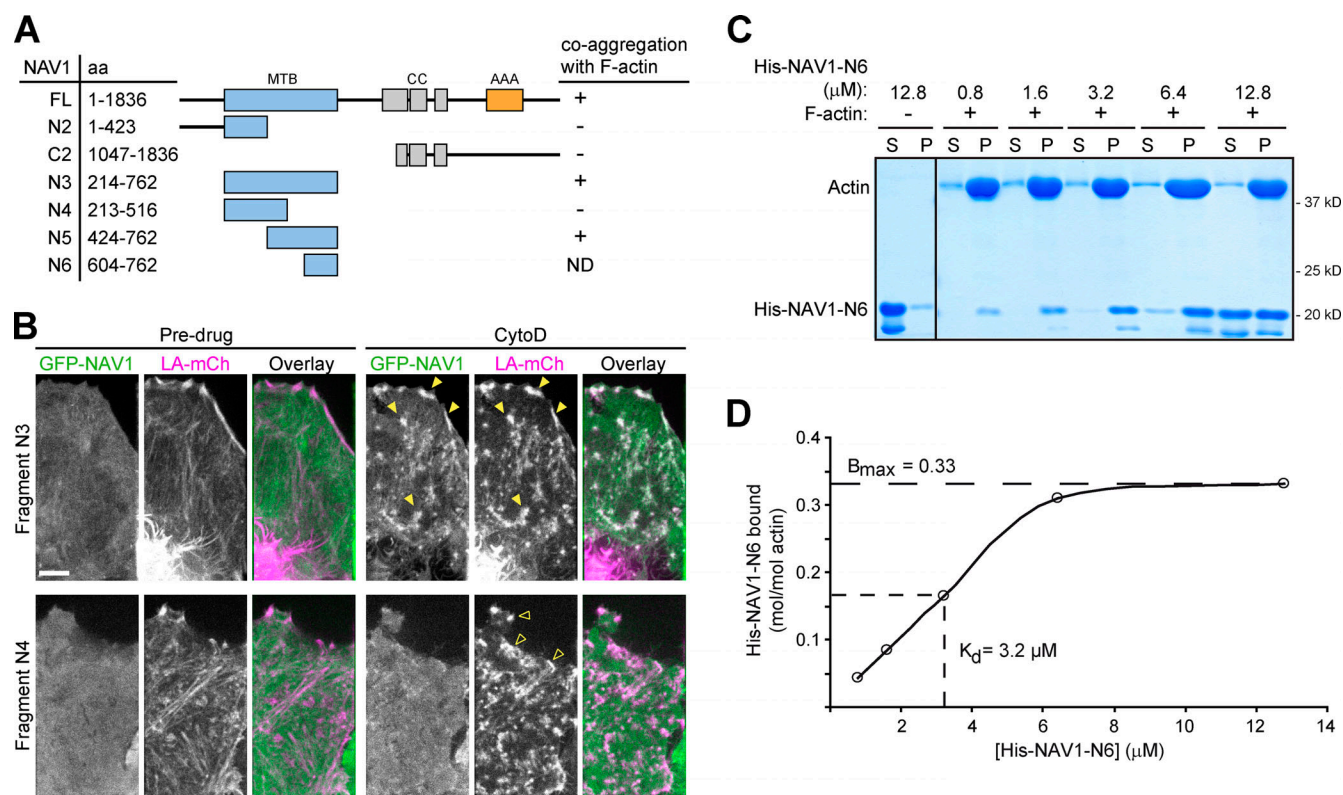 A
NAV1 aa MTB CC AAA co-aggregation with F-actin
FL 1-1836 +
N2 1-423 -
C2 1047-1836 -
N3 214-762 +
N4 213-516 -
N5 424-762 +
N6 604-762 ND
B
Pre-drug CytoD
GFP-NAV1 LA-mCh Overlay GFP-NAV1 LA-mCh Overlay
Fragment N3
Fragment N4
C
His-NAV1-N6
(μM): 12.8 0.8 1.6 3.2 6.4 12.8
F-actin: - + + + + +
S P S P S P S P S P S P
Actin
- 37 kD
- 25 kD
His-NAV1-N6 - 20 kD
D
0.4
Bmax = 0.33
0.3
0.2
Kd= 3.2 μM
0.1
His-NAV1-N6 bound
(mol/mol actin)
2 4 6 8 10 12 14
[His-NAV1-N6] (μM)